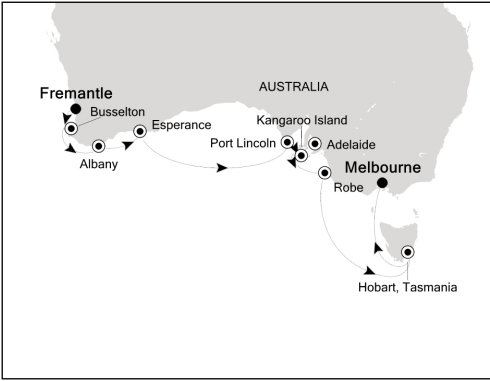 AUSTRALIA
Fremantle
Busselton
Kangaroo Island
Esperance
Port Lincoln
Adelaide
Albany
Melbourne
Robe
Hobart, Tasmania